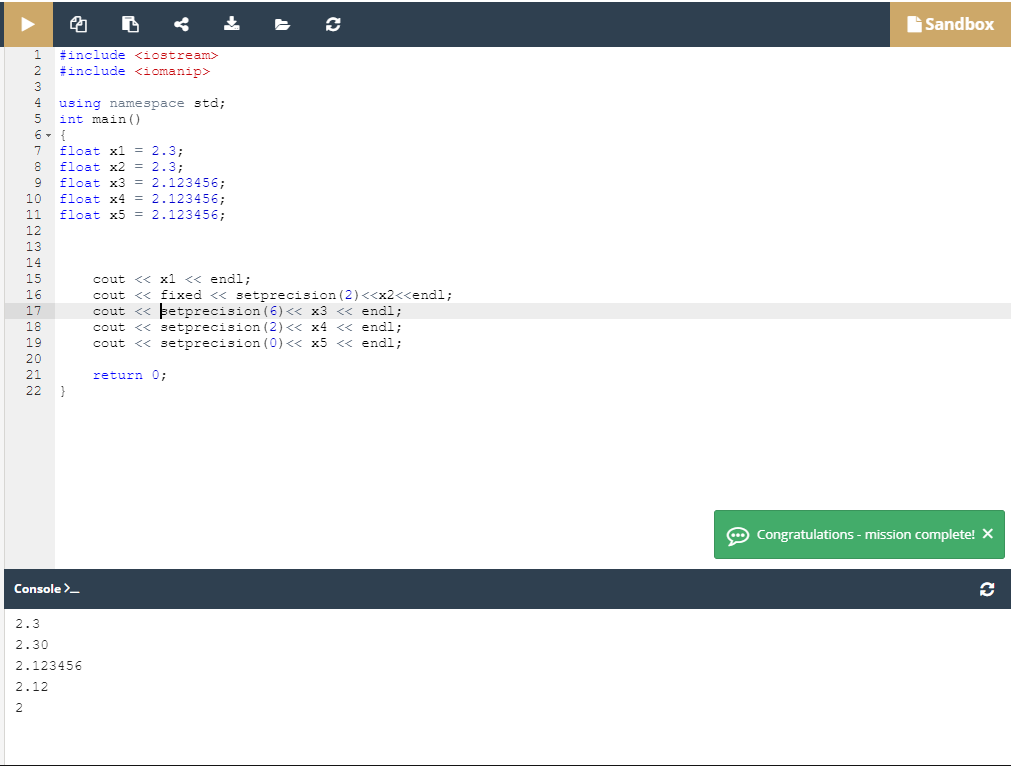 Sandbox
1 #include <iostream>
2 #include <iomanip>
3
4 using namespace std;
5 int main()
6 {
7 float x1 = 2.3;
8 float x2 = 2.3;
9 float x3 = 2.123456;
10 float x4 = 2.123456;
11 float x5 = 2.123456;
12
13
14
15     cout << x1 << endl;
16     cout << fixed << setprecision(2)<<x2<<endl;
17     cout << setprecision(6)<< x3 << endl;
18     cout << setprecision(2)<< x4 << endl;
19     cout << setprecision(0)<< x5 << endl;
20
21     return 0;
22 }
Congratulations - mission complete! ×
Console >_
2.3
2.30
2.123456
2.12
2